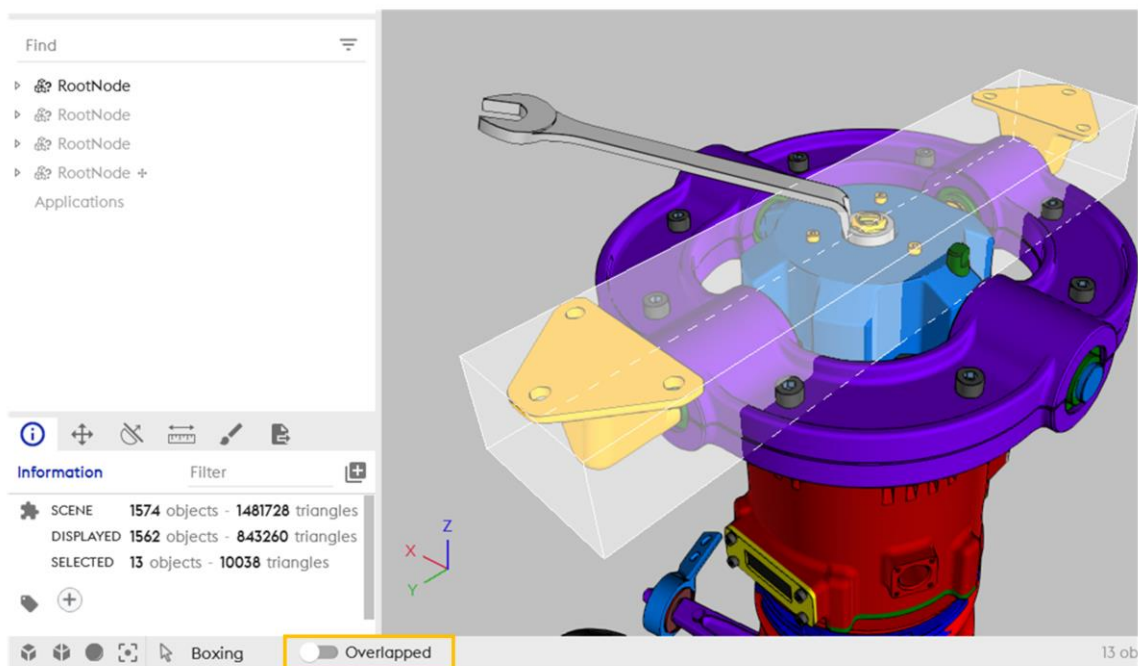 Find
RootNode
RootNode
RootNode
RootNode
Applications
Information Filter
SCENE 1574 objects - 1481728 triangles
DISPLAYED 1562 objects - 843260 triangles
SELECTED 13 objects - 10038 triangles
Z
X
Y
Boxing Overlapped 13 ob